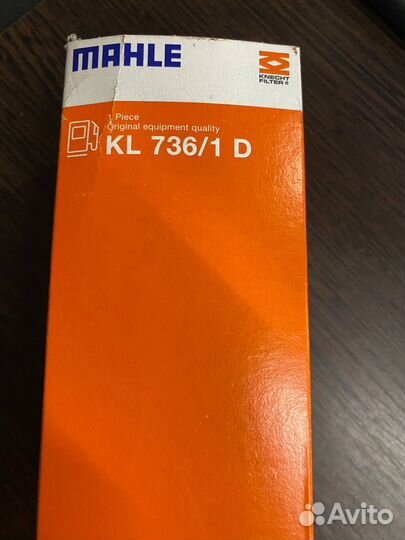 MAHLE
KNECHT
FILTER®
1 Piece
Original equipment quality
KL 736/1 D
Avito